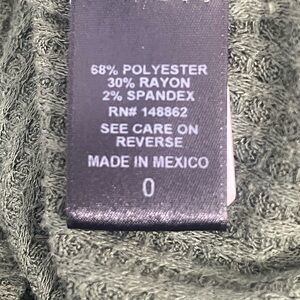 68% POLYESTER
30% RAYON
2% SPANDEX
RN# 148862
SEE CARE ON
REVERSE
MADE IN MEXICO
0